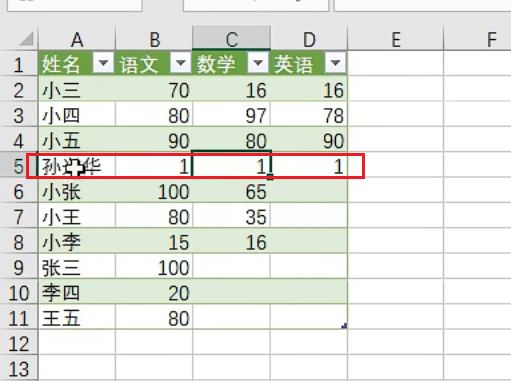 A B C D E F
1 姓名 语文 数学 英语
2 小三 70 16 16
3 小四 80 97 78
4 小五 90 80 90
5 孙 华 1 1 1
6 小张 100 65
7 小王 80 35
8 小李 15 16
9 张三 100
10 李四 20
11 王五 80
12
13